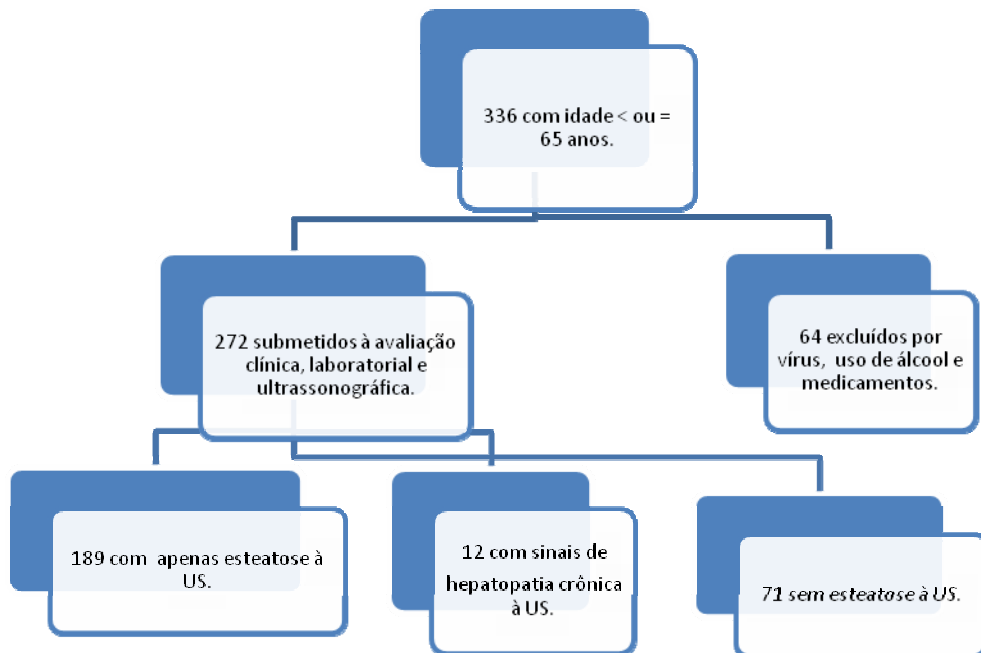 336 com idade < ou =
65 anos.
272 submetidos à avaliação
clínica, laboratorial e
ultrassonográfica.
64 excluídos por
vírus, uso de álcool e
medicamentos.
189 com apenas esteatose à
US.
12 com sinais de
hepatopatia crônica
à US.
71 sem esteatose à US.